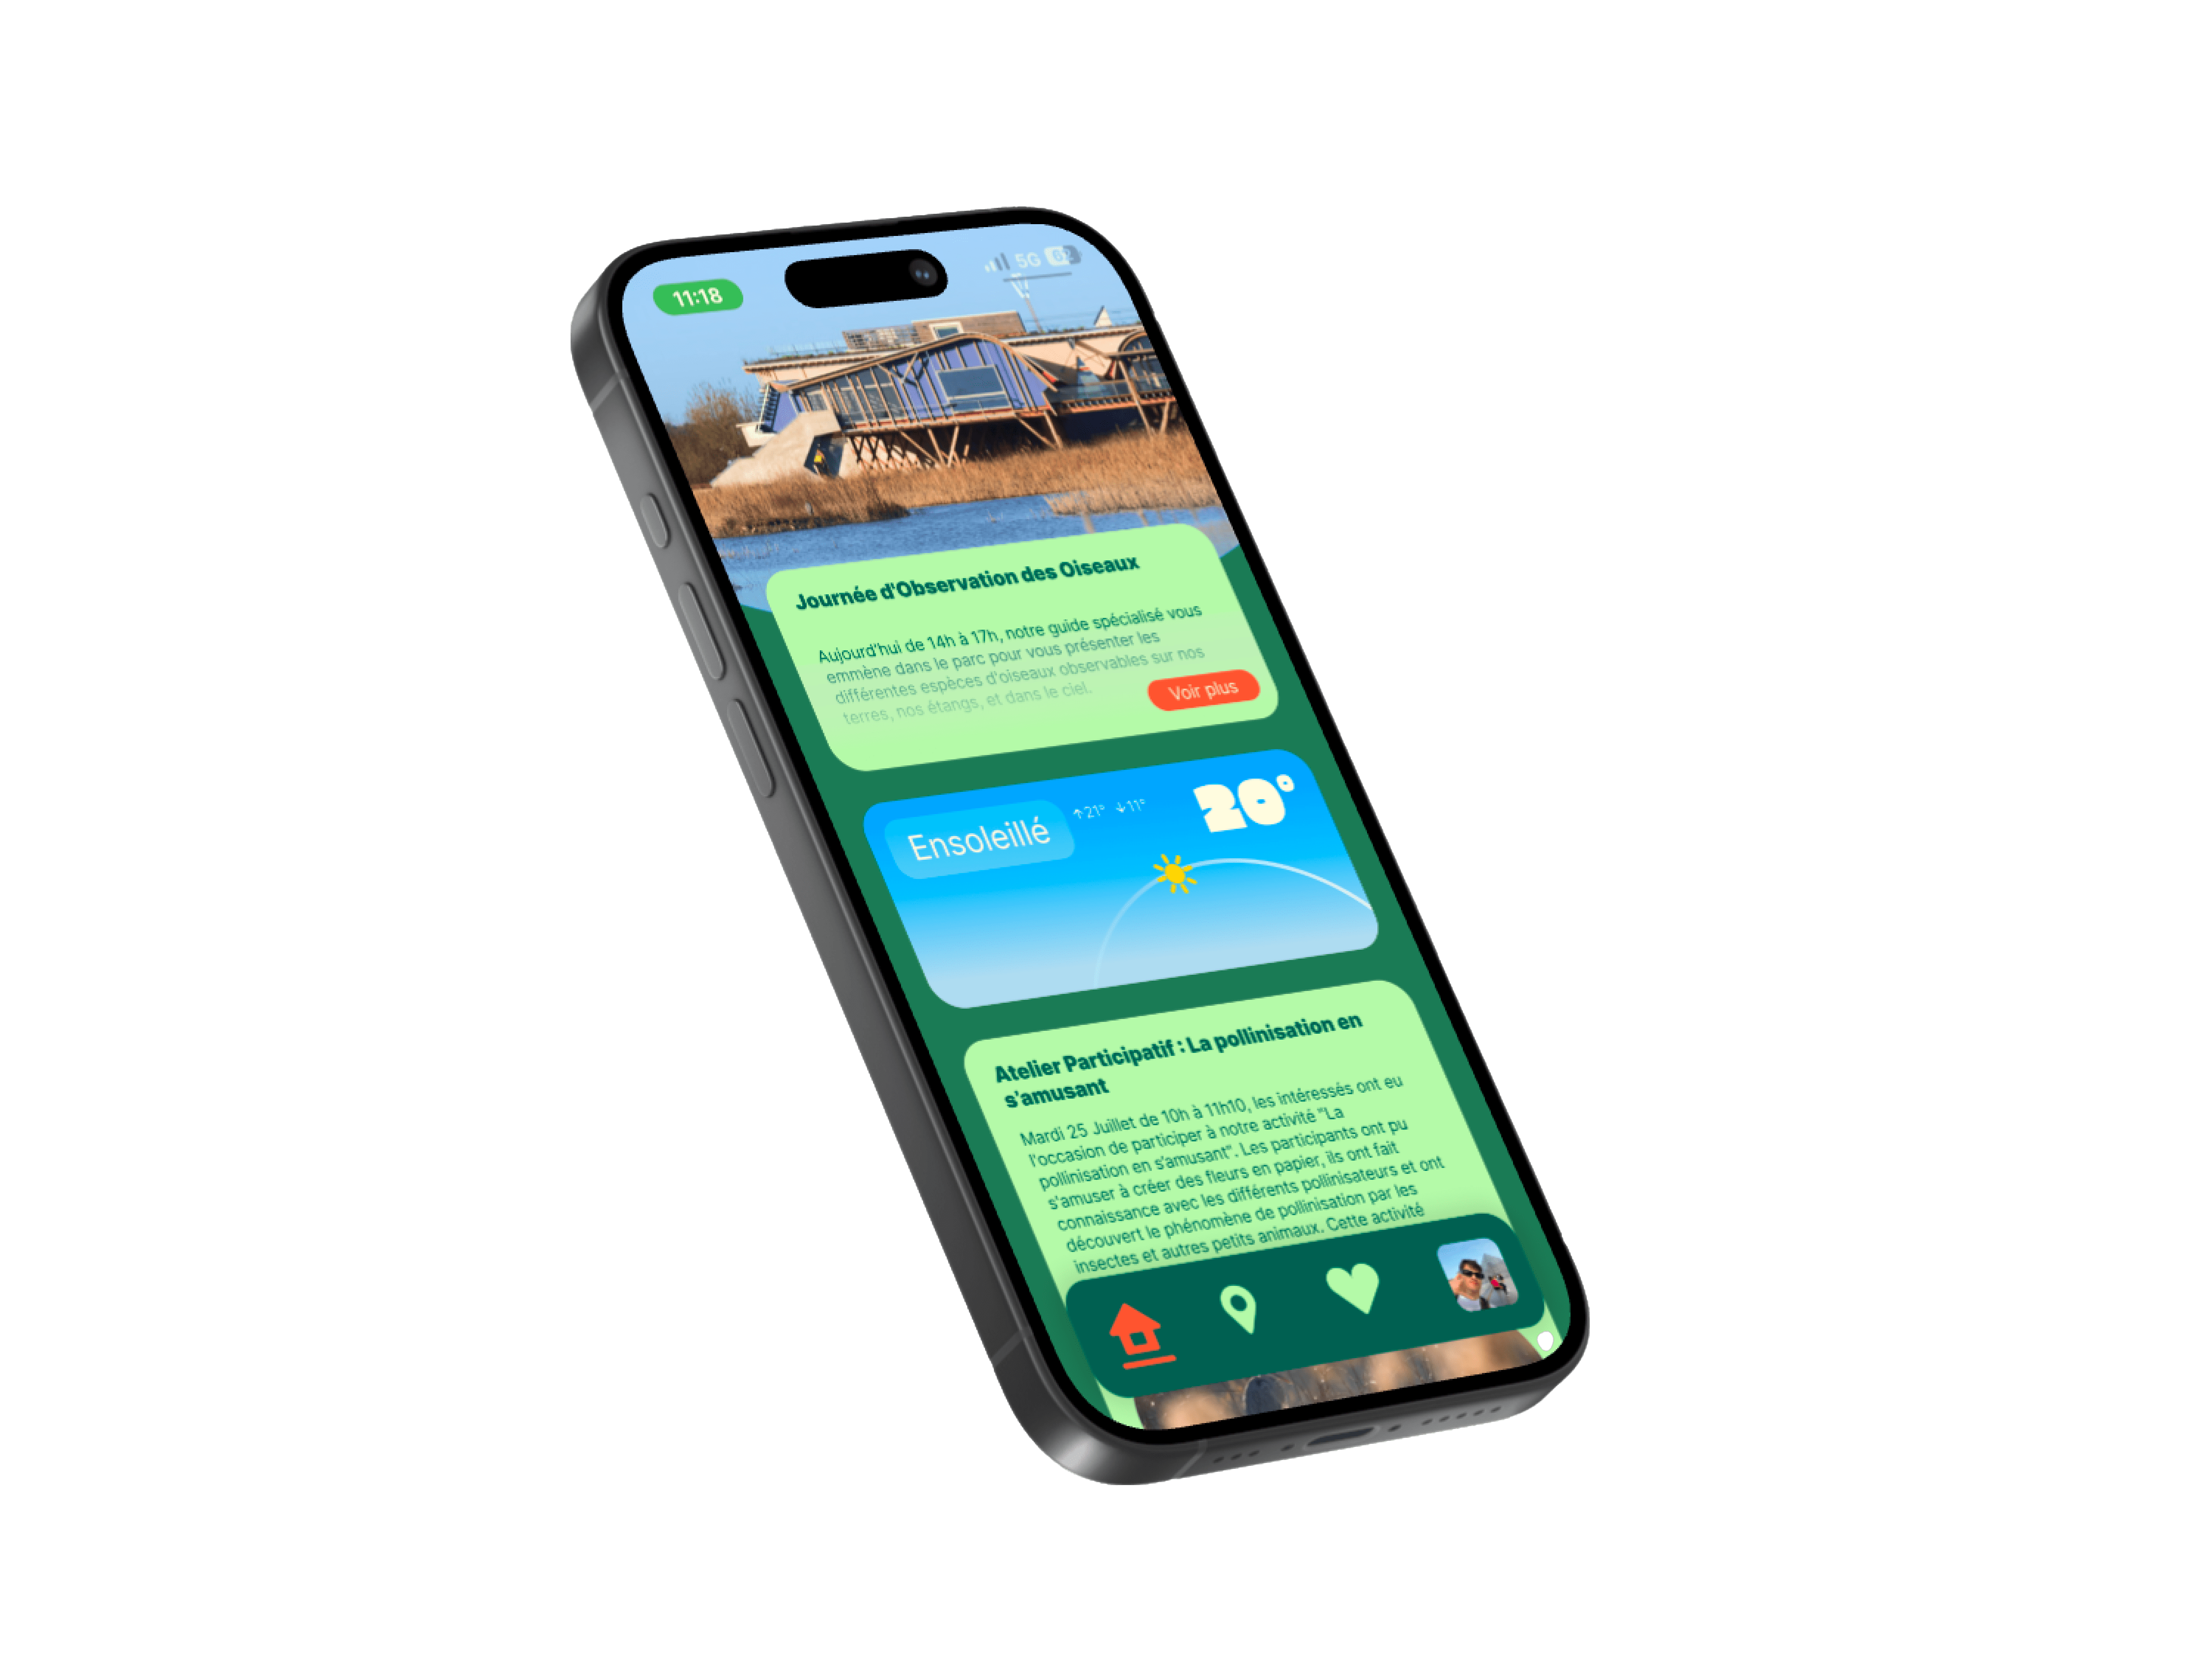 11:18
5G 62
Journée d'Observation des Oiseaux
Aujourd'hui de 14h à 17h, notre guide spécialisé vous
emmène dans le parc pour vous présenter les
différentes espèces d'oiseaux observables sur nos
terres, nos étangs, et dans le ciel.
Voir plus
Ensoleillé
↑21° ↓11°
20°
Atelier Participatif : La pollinisation en
s'amusant
Mardi 25 Juillet de 10h à 11h10, les intéressés ont eu
l'occasion de participer à notre activité "La
pollinisation en s'amusant". Les participants ont pu
s'amuser à créer des fleurs en papier, ils ont fait
connaissance avec les différents pollinisateurs et ont
découvert le phénomène de pollinisation par les
insectes et autres petits animaux. Cette activité